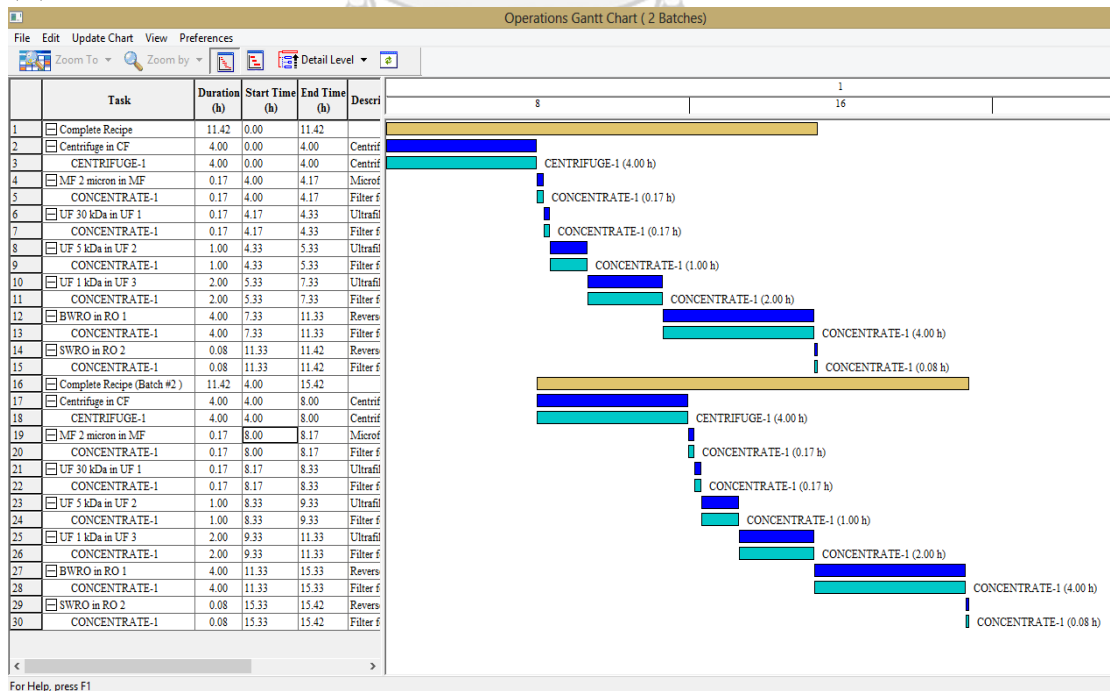 Operations Gantt Chart ( 2 Batches)
File Edit Update Chart View Preferences
Zoom To Zoom by Detail Level
Task Duration (h) Start Time (h) End Time (h) Descri
1
8 16
1 Complete Recipe 11.42 0.00 11.42
2 Centrifuge in CF 4.00 0.00 4.00 Centrif
3 CENTRIFUGE-1 4.00 0.00 4.00 Centrif CENTRIFUGE-1 (4.00 h)
4 MF 2 micron in MF 0.17 4.00 4.17 Microf
5 CONCENTRATE-1 0.17 4.00 4.17 Filter f CONCENTRATE-1 (0.17 h)
6 UF 30 kDa in UF 1 0.17 4.17 4.33 Ultrafil
7 CONCENTRATE-1 0.17 4.17 4.33 Filter f CONCENTRATE-1 (0.17 h)
8 UF 5 kDa in UF 2 1.00 4.33 5.33 Ultrafil
9 CONCENTRATE-1 1.00 4.33 5.33 Filter f CONCENTRATE-1 (1.00 h)
10 UF 1 kDa in UF 3 2.00 5.33 7.33 Ultrafil
11 CONCENTRATE-1 2.00 5.33 7.33 Filter f CONCENTRATE-1 (2.00 h)
12 BWRO in RO 1 4.00 7.33 11.33 Revers
13 CONCENTRATE-1 4.00 7.33 11.33 Filter f CONCENTRATE-1 (4.00 h)
14 SWRO in RO 2 0.08 11.33 11.42 Revers
15 CONCENTRATE-1 0.08 11.33 11.42 Filter f CONCENTRATE-1 (0.08 h)
16 Complete Recipe (Batch #2 ) 11.42 4.00 15.42
17 Centrifuge in CF 4.00 4.00 8.00 Centrif
18 CENTRIFUGE-1 4.00 4.00 8.00 Centrif CENTRIFUGE-1 (4.00 h)
19 MF 2 micron in MF 0.17 8.00 8.17 Microf
20 CONCENTRATE-1 0.17 8.00 8.17 Filter f CONCENTRATE-1 (0.17 h)
21 UF 30 kDa in UF 1 0.17 8.17 8.33 Ultrafil
22 CONCENTRATE-1 0.17 8.17 8.33 Filter f CONCENTRATE-1 (0.17 h)
23 UF 5 kDa in UF 2 1.00 8.33 9.33 Ultrafil
24 CONCENTRATE-1 1.00 8.33 9.33 Filter f CONCENTRATE-1 (1.00 h)
25 UF 1 kDa in UF 3 2.00 9.33 11.33 Ultrafil
26 CONCENTRATE-1 2.00 9.33 11.33 Filter f CONCENTRATE-1 (2.00 h)
27 BWRO in RO 1 4.00 11.33 15.33 Revers
28 CONCENTRATE-1 4.00 11.33 15.33 Filter f CONCENTRATE-1 (4.00 h)
29 SWRO in RO 2 0.08 15.33 15.42 Revers
30 CONCENTRATE-1 0.08 15.33 15.42 Filter f CONCENTRATE-1 (0.08 h)
For Help, press F1